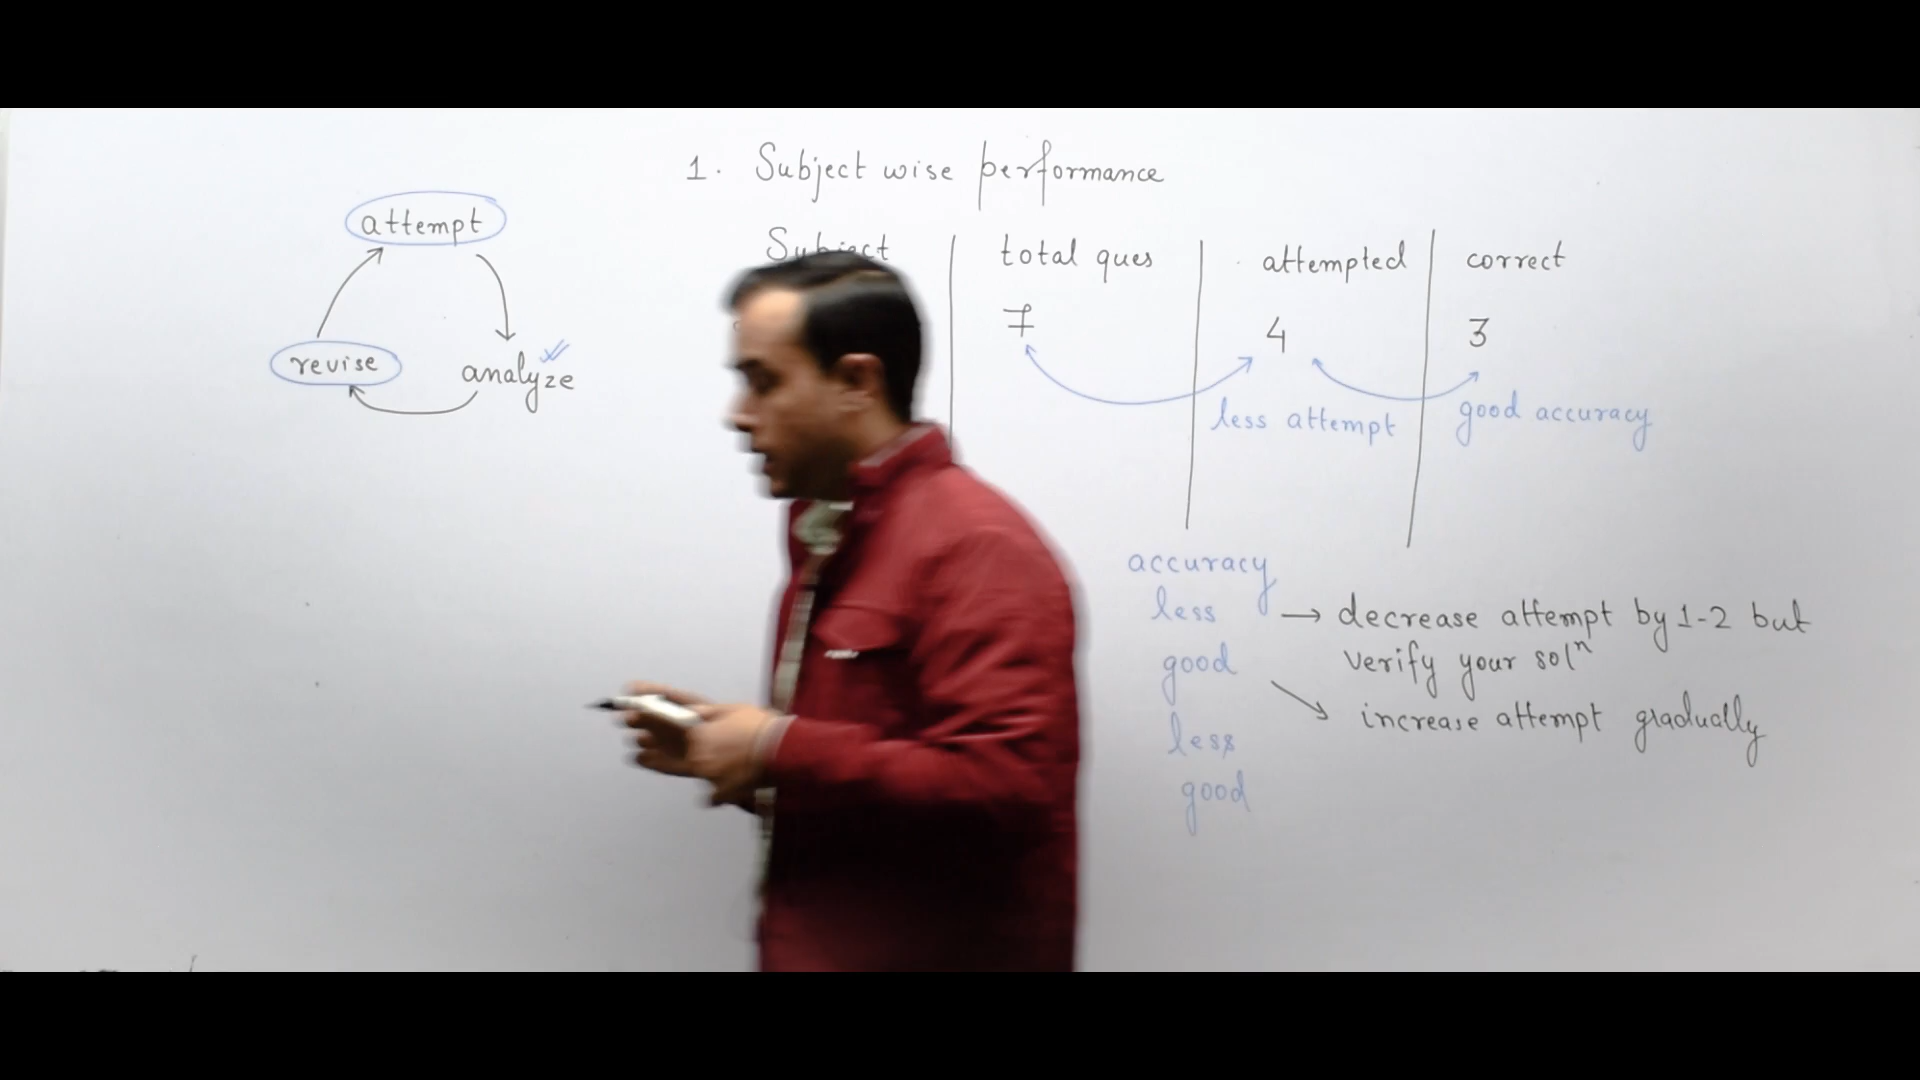 1. Subject wise performance
attempt
revise
analyze
Subject total ques attempted correct
7 4 3
less attempt good accuracy
accuracy
less → decrease attempt by 1-2 but
verify your solⁿ
good
increase attempt gradually
less
good